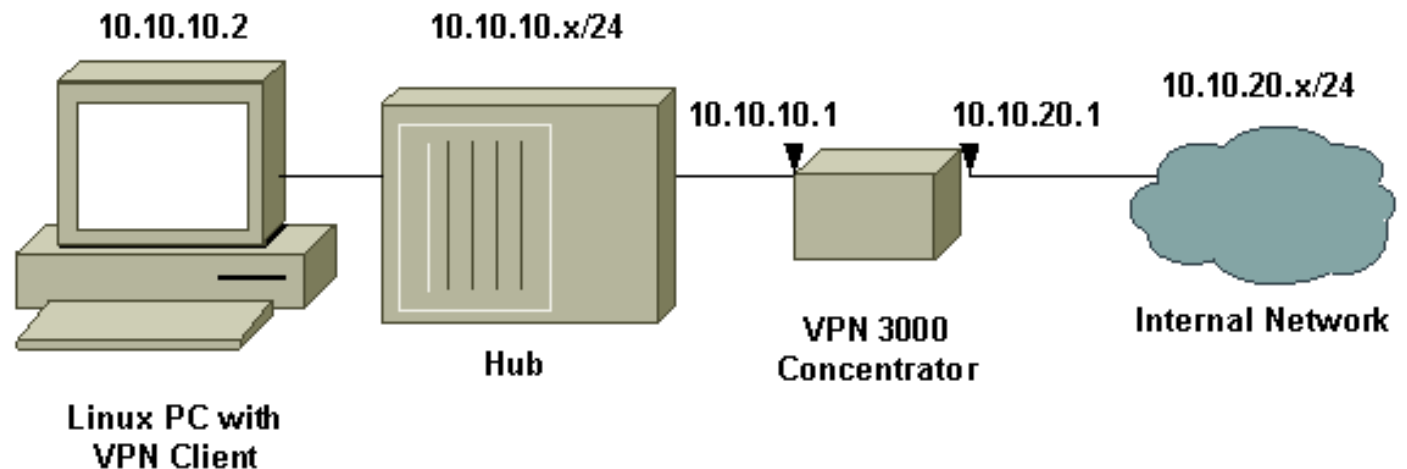 10.10.10.2
10.10.10.x/24
10.10.10.1
10.10.20.1
10.10.20.x/24
Linux PC with
VPN Client
Hub
VPN 3000
Concentrator
Internal Network